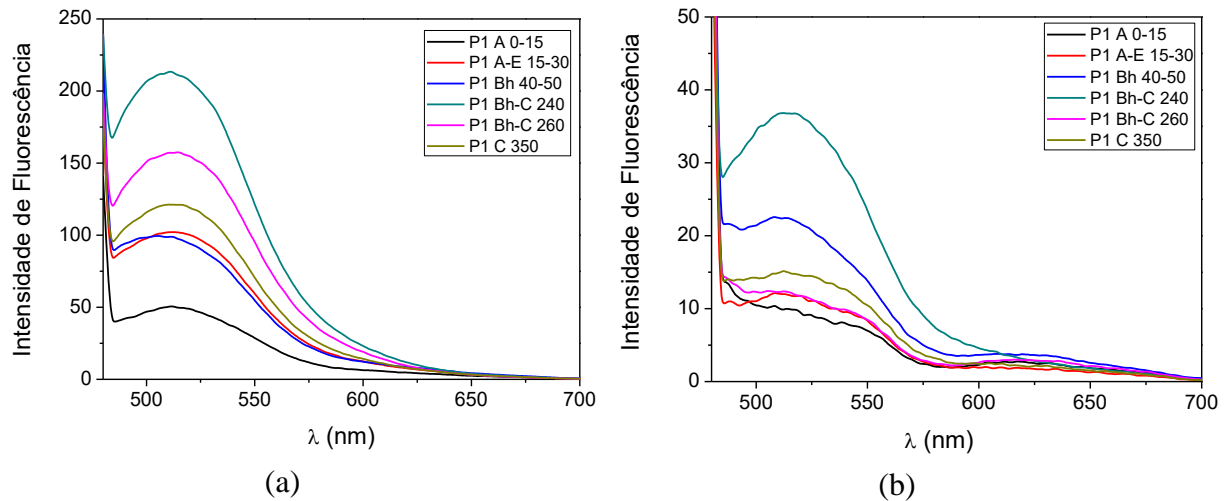 Intensidade de Fluorescência
250
200
150
100
50
0
500
550
600
650
700
λ (nm)
P1 A 0-15
P1 A-E 15-30
P1 Bh 40-50
P1 Bh-C 240
P1 Bh-C 260
P1 C 350
(a)
Intensidade de Fluorescência
50
40
30
20
10
0
500
550
600
650
700
λ (nm)
P1 A 0-15
P1 A-E 15-30
P1 Bh 40-50
P1 Bh-C 240
P1 Bh-C 260
P1 C 350
(b)